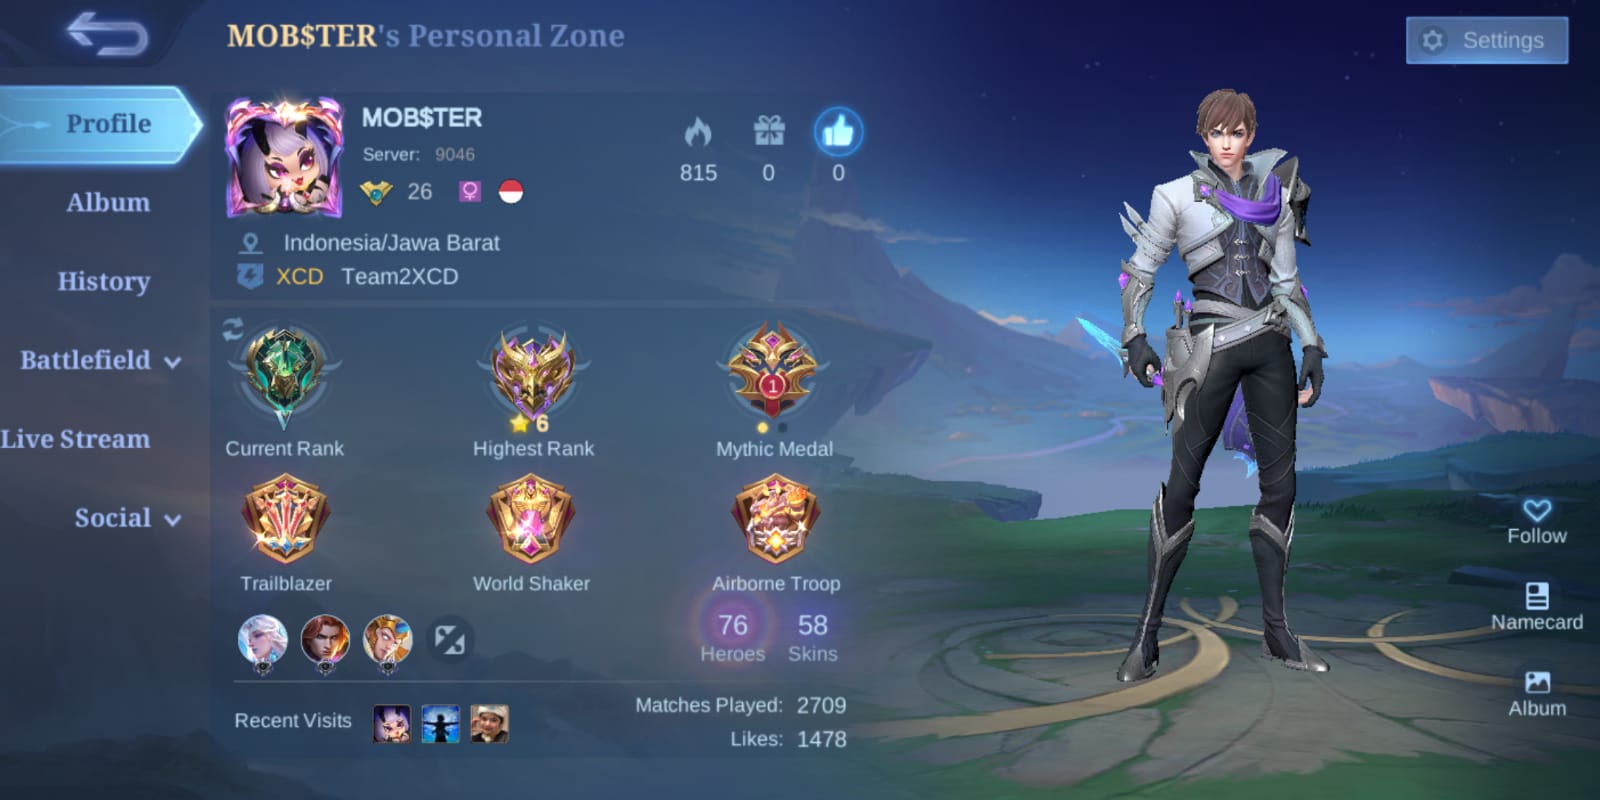 MOB$TER's Personal Zone
Settings
Profile
Album
History
Battlefield
Live Stream
Social
MOB$TER
Server: 9046
26
815
0
0
Indonesia/Jawa Barat
XCD Team2XCD
V
6
1
Current Rank
Highest Rank
Mythic Medal
Trailblazer
World Shaker
Airborne Troop
76
Heroes
58
Skins
Recent Visits
Matches Played: 2709
Likes: 1478
Follow
Namecard
Album